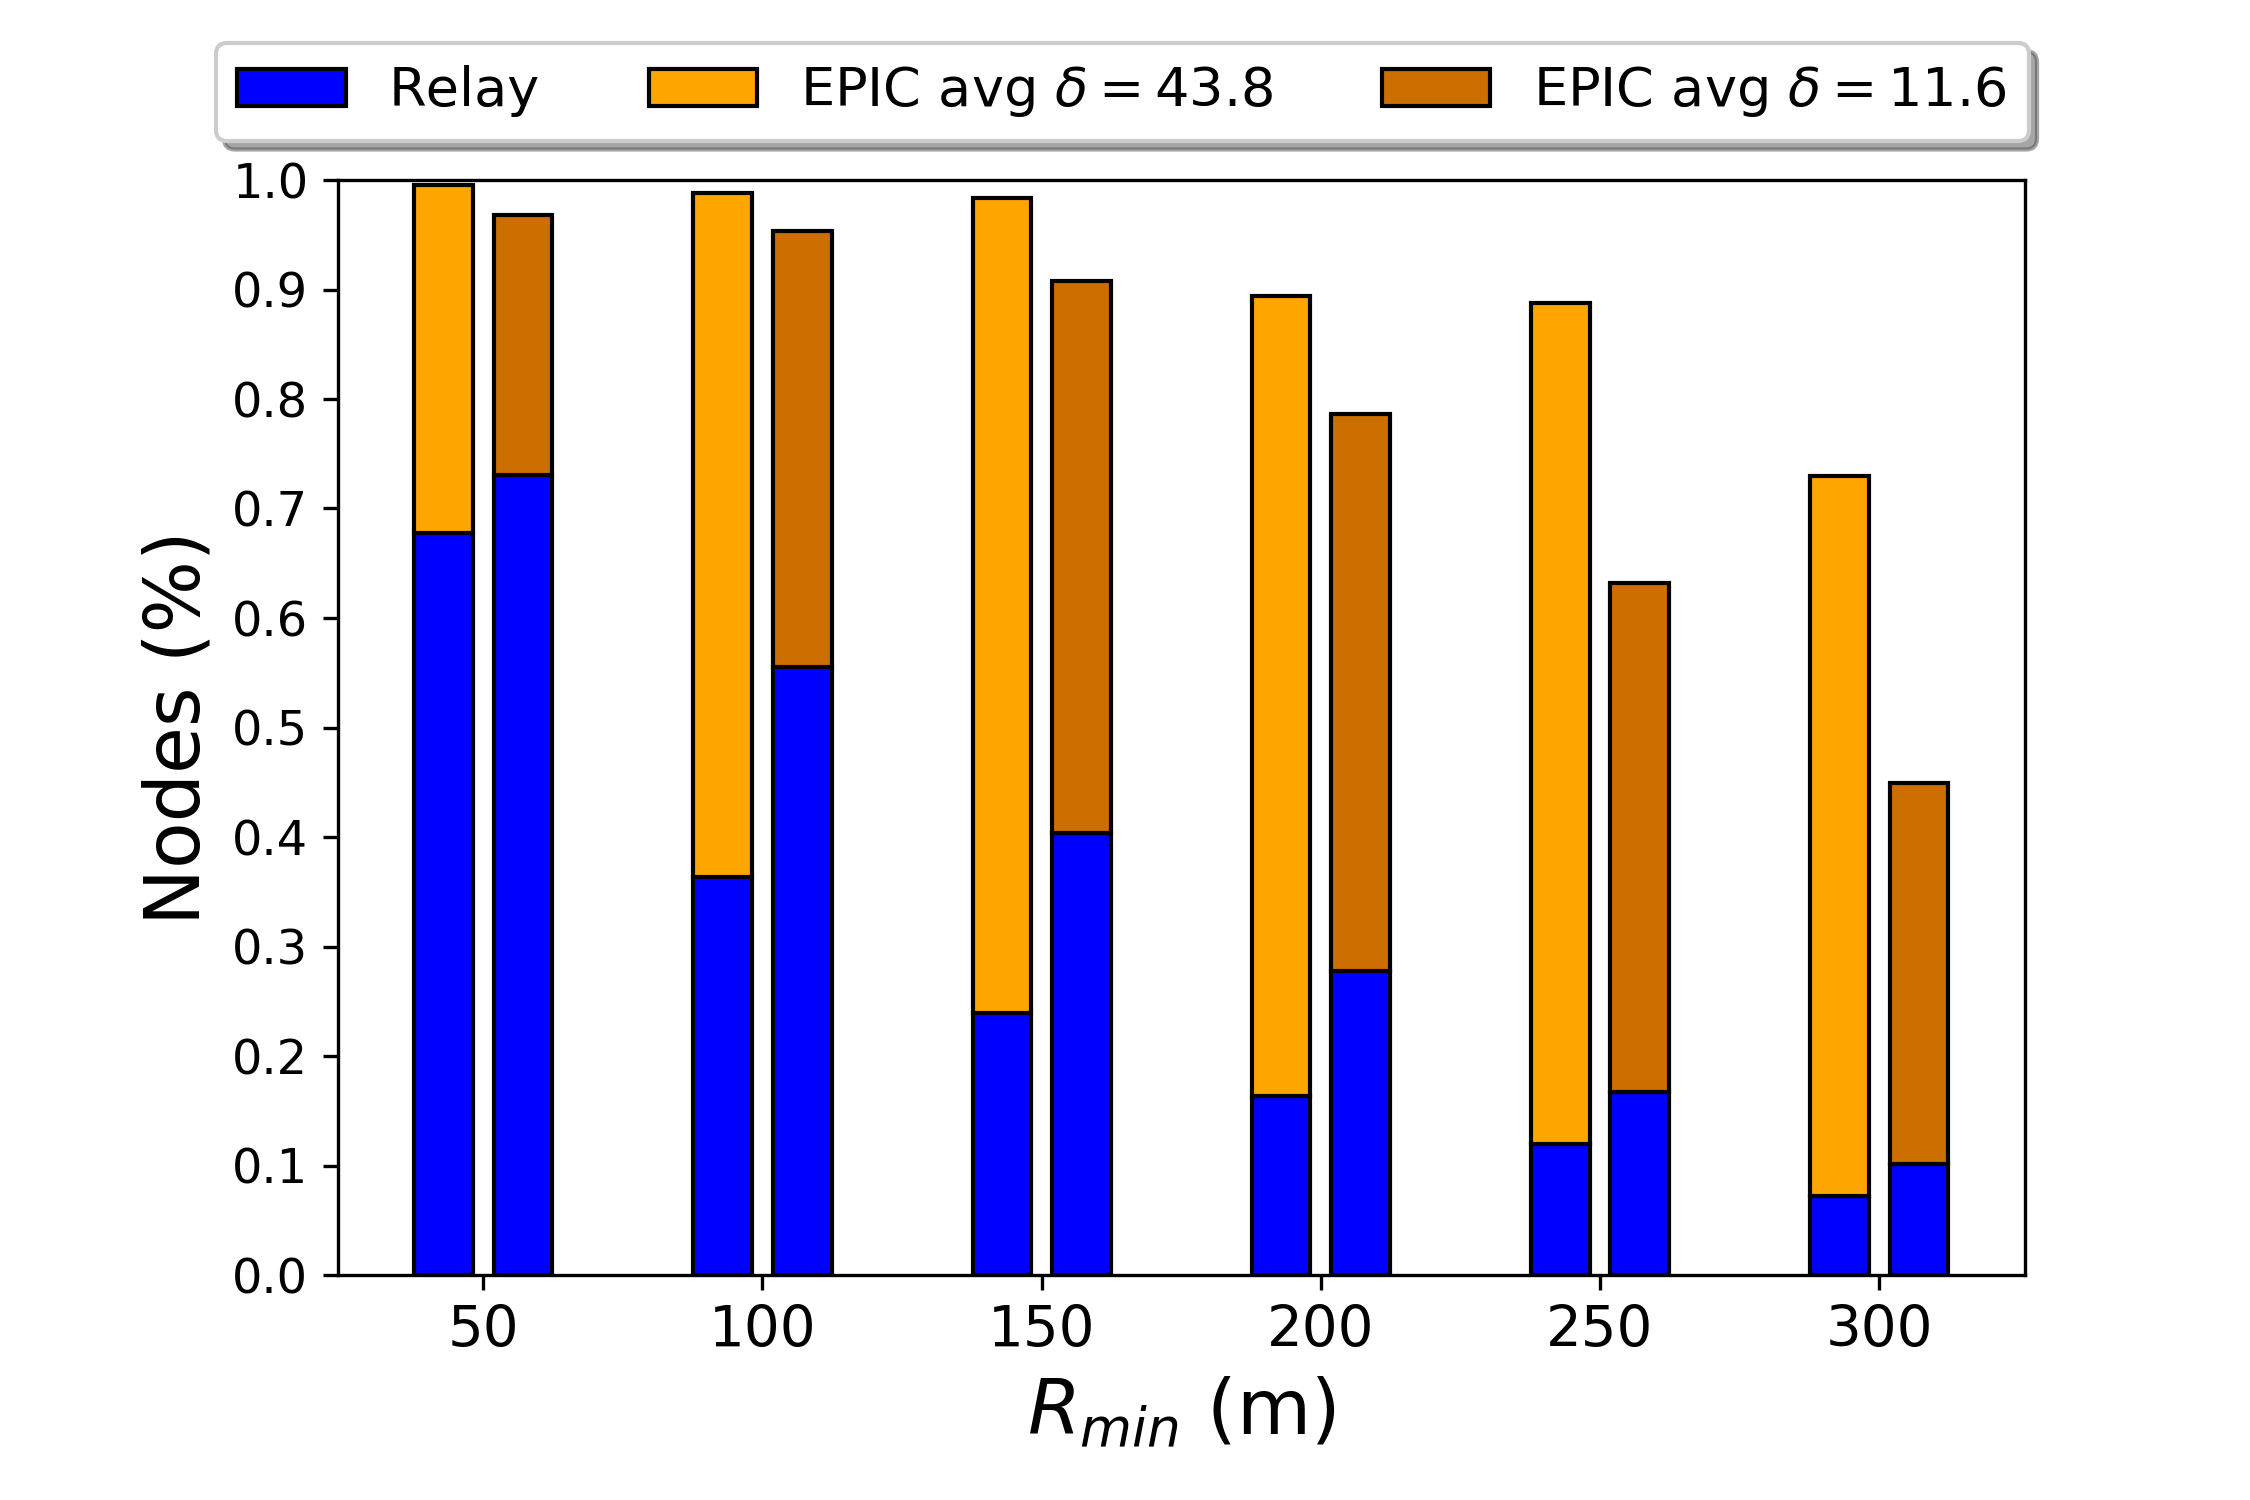 Relay EPIC avg δ = 43.8 EPIC avg δ = 11.6
1.0
0.9
0.8
0.7
0.6
0.5
0.4
0.3
0.2
0.1
0.0
Nodes (%)
50 100 150 200 250 300
R_min (m)